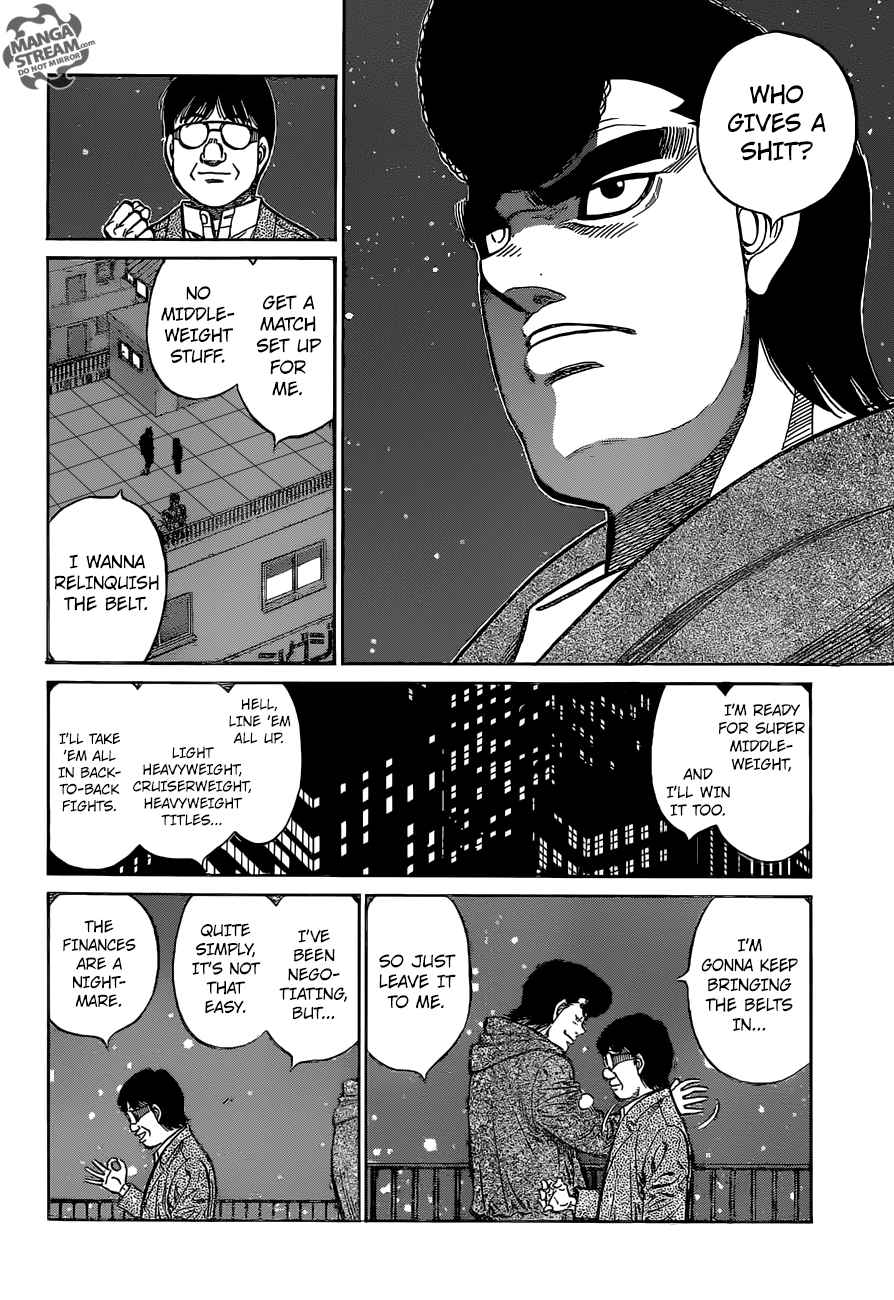 MANGA
STREAM.com
DO NOT MIRROR!
WHO
GIVES A
SHIT?
GET A
MATCH
SET UP
FOR
ME.
NO
MIDDLE-
WEIGHT
STUFF.
I WANNA
RELINQUISH
THE BELT.
I'M READY
FOR SUPER
MIDDLE-
WEIGHT,
AND
I'LL WIN
IT TOO.
HELL,
LINE 'EM
ALL UP.
LIGHT
HEAVYWEIGHT,
CRUISERWEIGHT,
HEAVYWEIGHT
TITLES...
I'LL TAKE
'EM ALL
IN BACK-
TO-BACK
FIGHTS.
I'M
GONNA KEEP
BRINGING
THE BELTS
IN...
SO JUST
LEAVE IT
TO ME.
I'VE
BEEN
NEGO-
TIATING,
BUT...
QUITE
SIMPLY,
IT'S NOT
THAT
EASY.
THE
FINANCES
ARE A
NIGHT-
MARE.